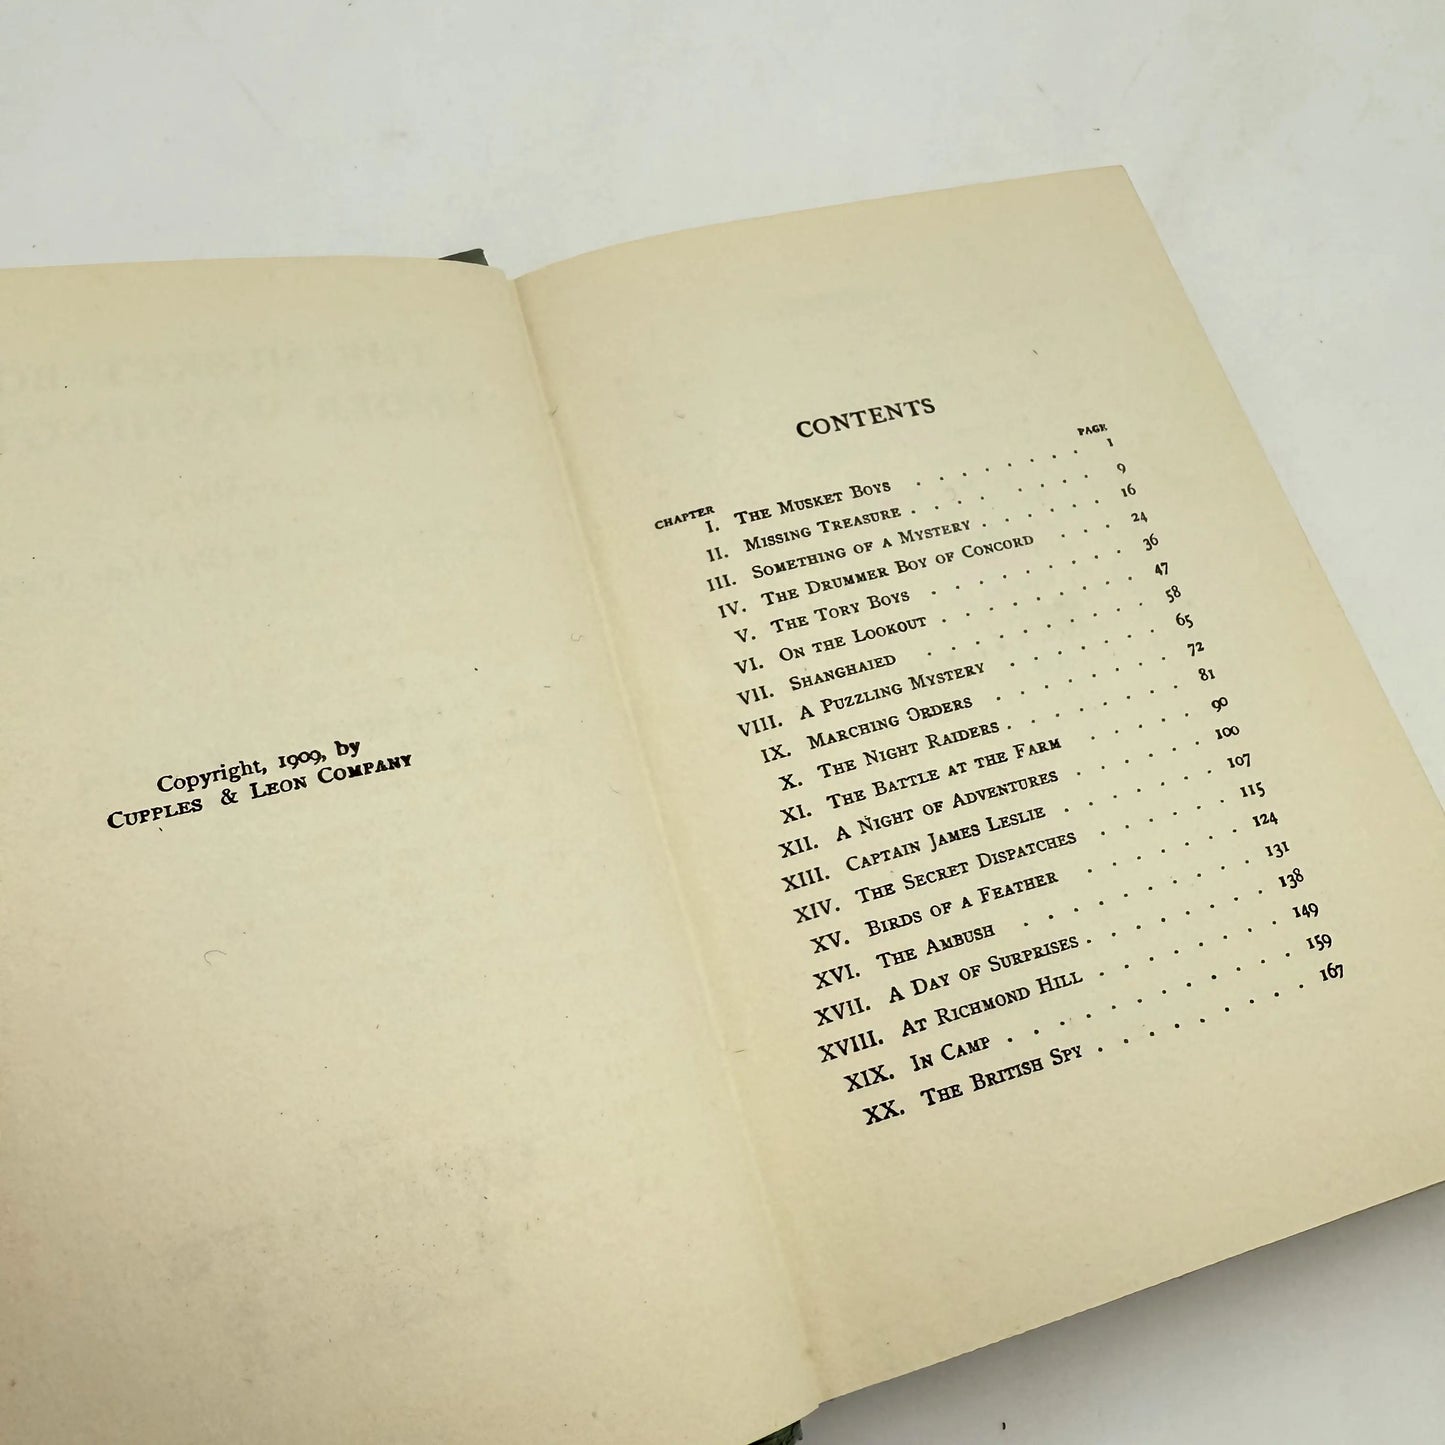 Copyright, 1909, by
CUPPLES & LEON COMPANY
CONTENTS
CHAPTER PAGE
I. THE MUSKET BOYS . . . . . . . . 1
II. MISSING TREASURE . . . . . . . . 9
III. SOMETHING OF A MYSTERY . . . . . . 16
IV. THE DRUMMER BOY OF CONCORD . . . 24
V. THE TORY BOYS . . . . . . . . 36
VI. ON THE LOOKOUT . . . . . . . . 47
VII. SHANGHAIED . . . . . . . . . 58
VIII. A PUZZLING MYSTERY . . . . . . 65
IX. MARCHING ORDERS . . . . . . . 72
X. THE NIGHT RAIDERS . . . . . . . 81
XI. THE BATTLE AT THE FARM . . . . . 90
XII. A NIGHT OF ADVENTURES . . . . . . 100
XIII. CAPTAIN JAMES LESLIE . . . . . . 107
XIV. THE SECRET DISPATCHES . . . . . . 115
XV. BIRDS OF A FEATHER . . . . . . 124
XVI. THE AMBUSH . . . . . . . . . 131
XVII. A DAY OF SURPRISES . . . . . . . 138
XVIII. AT RICHMOND HILL . . . . . . . 149
XIX. IN CAMP . . . . . . . . . . 159
XX. THE BRITISH SPY . . . . . . . . 167